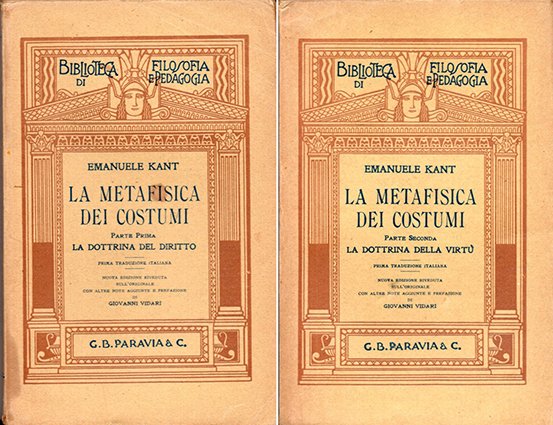 BIBLIOTECA
DI
FILOSOFIA
E PEDAGOGIA
EMANUELE KANT
LA METAFISICA
DEI COSTUMI
PARTE PRIMA
LA DOTTRINA DEL DIRITTO
PRIMA TRADUZIONE ITALIANA
NUOVA EDIZIONE RIVEDUTA
SULL'ORIGINALE
CON ALTRE NOTE AGGIUNTE E PREFAZIONE
DI
GIOVANNI VIDARI
G. B. PARAVIA & C.
BIBLIOTECA
DI
FILOSOFIA
E PEDAGOGIA
EMANUELE KANT
LA METAFISICA
DEI COSTUMI
PARTE SECONDA
LA DOTTRINA DELLA VIRTÙ
PRIMA TRADUZIONE ITALIANA
NUOVA EDIZIONE RIVEDUTA
SULL'ORIGINALE
CON ALTRE NOTE AGGIUNTE E PREFAZIONE
DI
GIOVANNI VIDARI
G. B. PARAVIA & C.